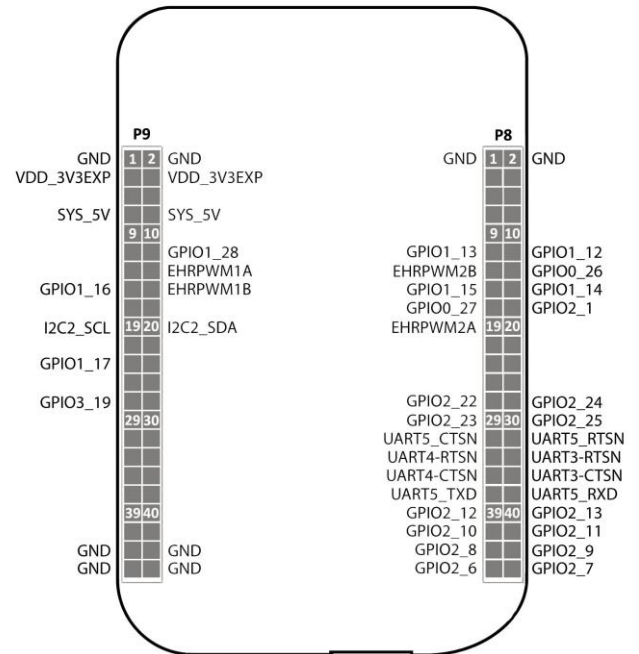 P9
P8
GND 1 2 GND
GND 1 2 GND
VDD_3V3EXP VDD_3V3EXP
SYS_5V SYS_5V
9 10
9 10
GPIO1_28
GPIO1_13 GPIO1_12
EHRPWM1A
EHRPWM2B GPIO0_26
GPIO1_16 EHRPWM1B
GPIO1_15 GPIO1_14
GPIO0_27 GPIO2_1
I2C2_SCL 19 20 I2C2_SDA
EHRPWM2A 19 20
GPIO1_17
GPIO3_19
GPIO2_22 GPIO2_24
29 30
GPIO2_23 29 30 GPIO2_25
UART5_CTSN UART5_RTSN
UART4-RTSN UART3-RTSN
UART4-CTSN UART3-CTSN
UART5_TXD UART5_RXD
39 40
GPIO2_12 39 40 GPIO2_13
GPIO2_10 GPIO2_11
GND GND
GPIO2_8 GPIO2_9
GND GND
GPIO2_6 GPIO2_7